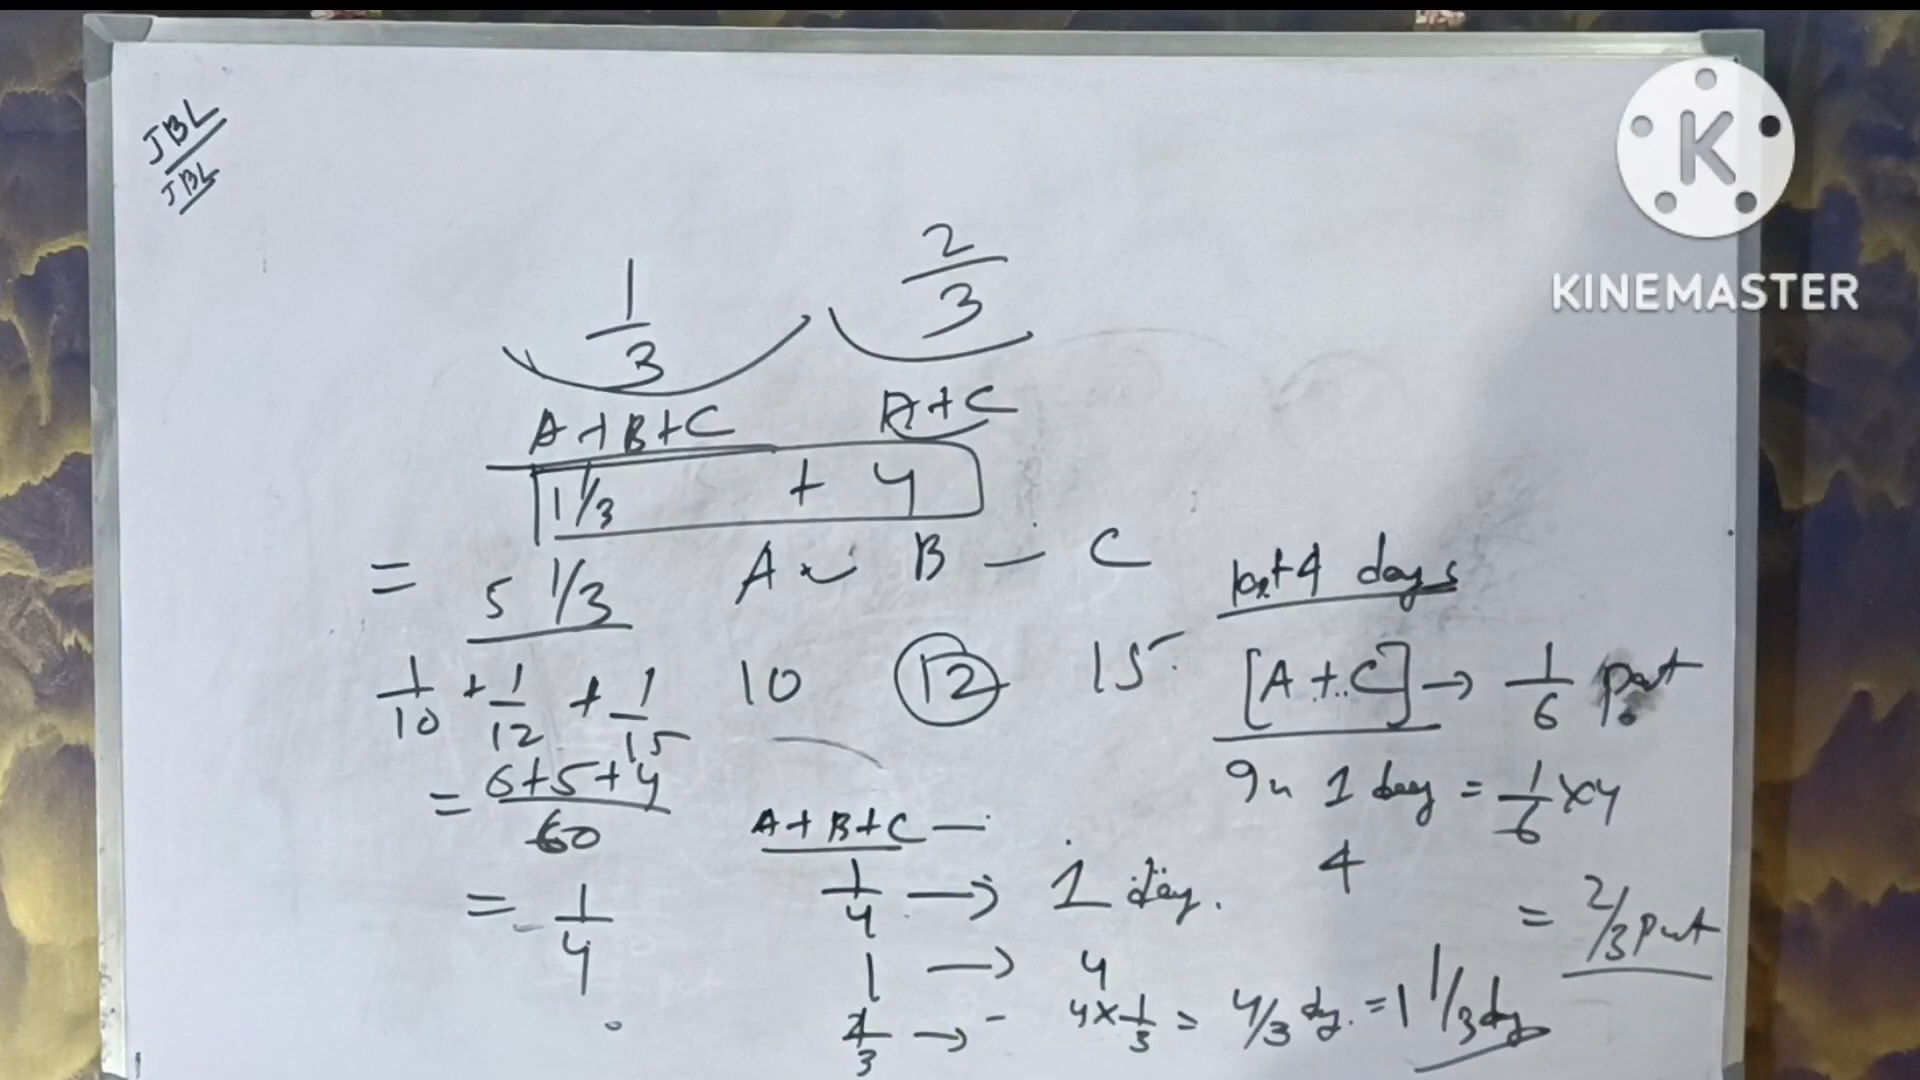 JBL
JBL
K
KINEMASTER
1/3 2/3
A+B+C A+C
1 1/3 + 4
= 5 1/3
A B - C
10 12 15
1/10 + 1/12 + 1/15
= 6+5+4/60
= 1/4
A+B+C -
1/4 → 1 day.
1 → 4
1/3 → - 4×1/3 = 4/3 dy. = 1 1/3 dy
last 4 days
[A+C] → 1/6 part
In 1 day = 1/6 ×4
4
= 2/3 part